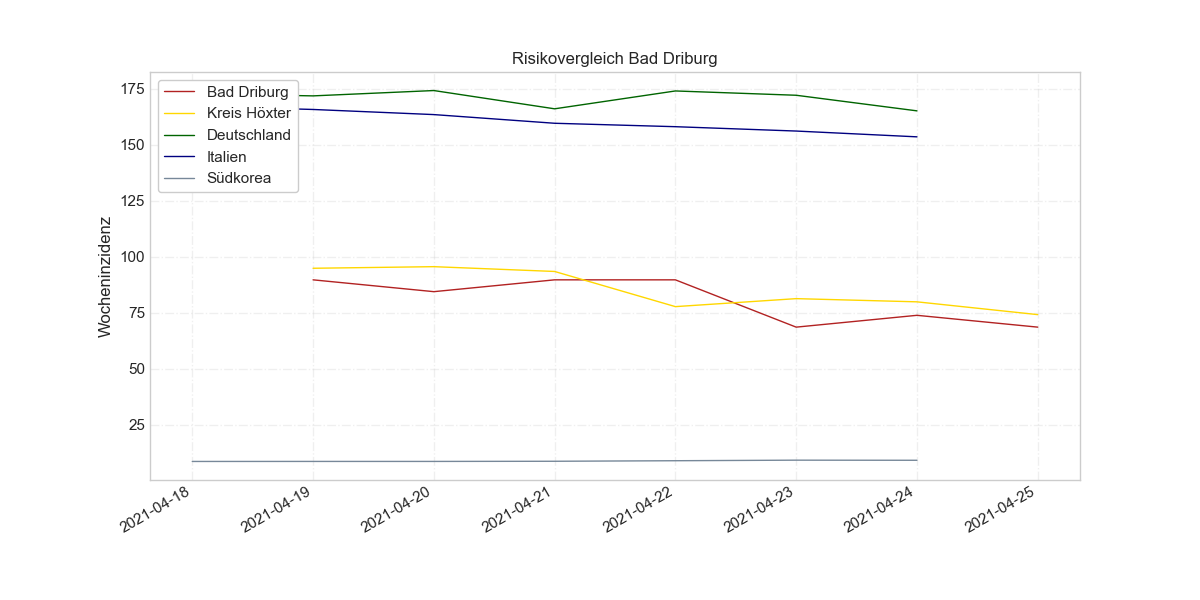 Risikovergleich Bad Driburg
Bad Driburg
Kreis Höxter
Deutschland
Italien
Südkorea
Wocheninzidenz
175
150
125
100
75
50
25
2021-04-18
2021-04-19
2021-04-20
2021-04-21
2021-04-22
2021-04-23
2021-04-24
2021-04-25